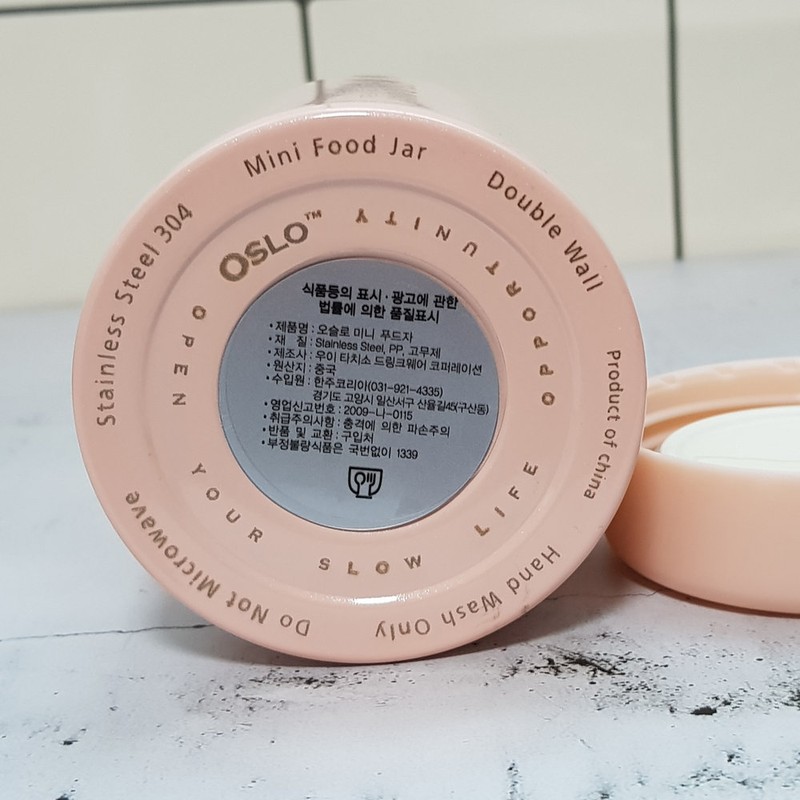 Mini Food Jar
Double Wall
Product of china
Hand Wash Only
Do Not Microwave
Stainless Steel 304
OSLO™
OPEN YOUR SLOW LIFE OPPORTUNITY
식품등의 표시·광고에 관한
법률에 의한 품질표시
•제품명 : 오슬로 미니 푸드자
•재 질 : Stainless Steel, PP, 고무제
•제조사 : 우이 타치소 드링크웨어 코퍼레이션
•원산지 : 중국
•수입원 : 한주코리아(031-921-4335)
경기도 고양시 일산서구 산율길45(구산동)
•영업신고번호 : 2009-나-0115
•취급주의사항 : 충격에 의한 파손주의
•반품 및 교환 : 구입처
•부정불량식품은 국번없이 1339